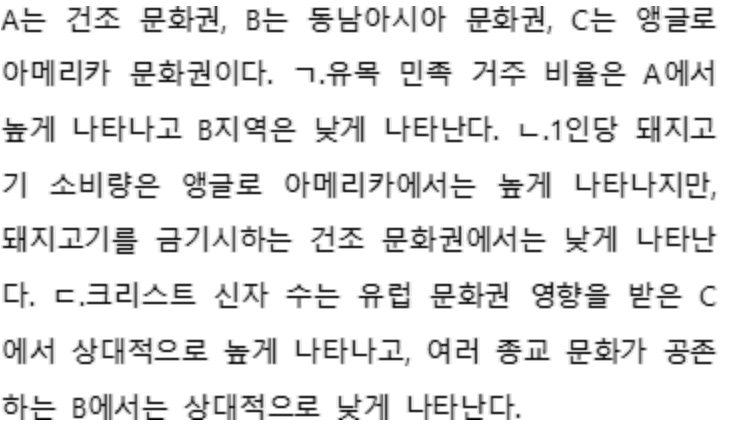 A는 건조 문화권, B는 동남아시아 문화권, C는 앵글로
아메리카 문화권이다. ㄱ.유목 민족 거주 비율은 A에서
높게 나타나고 B지역은 낮게 나타난다. ㄴ.1인당 돼지고
기 소비량은 앵글로 아메리카에서는 높게 나타나지만,
돼지고기를 금기시하는 건조 문화권에서는 낮게 나타난
다. ㄷ.크리스트 신자 수는 유럽 문화권 영향을 받은 C
에서 상대적으로 높게 나타나고, 여러 종교 문화가 공존
하는 B에서는 상대적으로 낮게 나타난다.